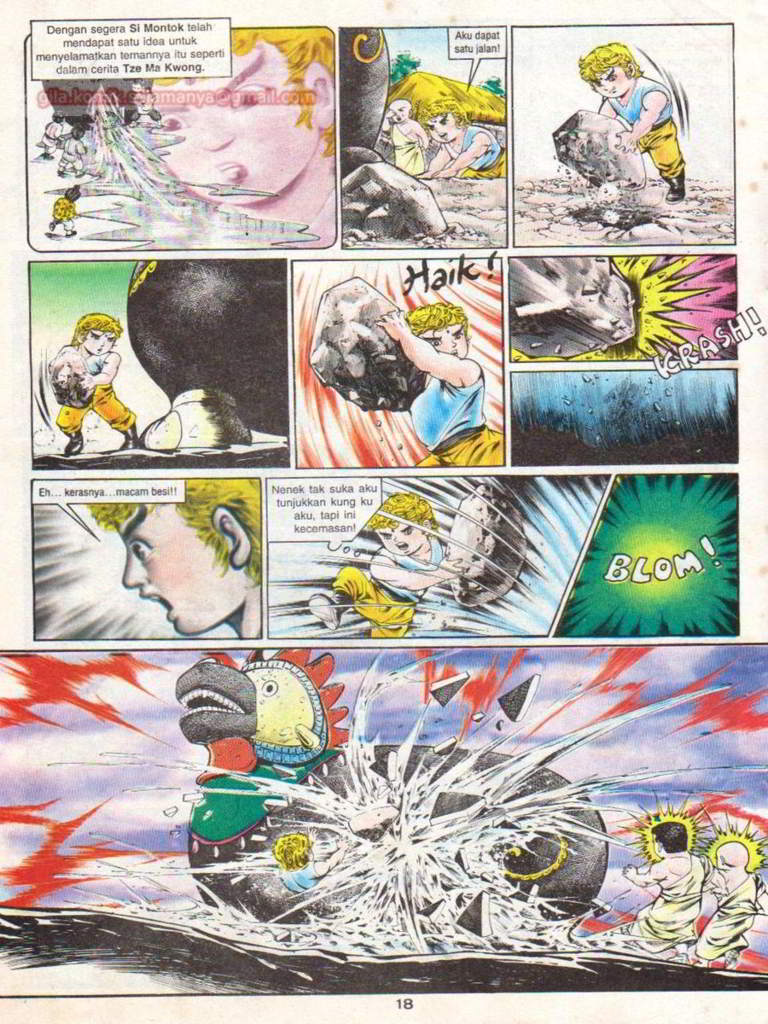 Dengan segera Si Montok telah
mendapat satu idea untuk
menyelamatkan temannya itu seperti
dalam cerita Tze Ma Kwong.
Aku dapat
satu jalan!
Haik!
KRASH!
Eh... kerasnya...macam besi!!
Nenek tak suka aku
tunjukkan kung ku
aku, tapi ini
kecemasan!
BLOM!
18